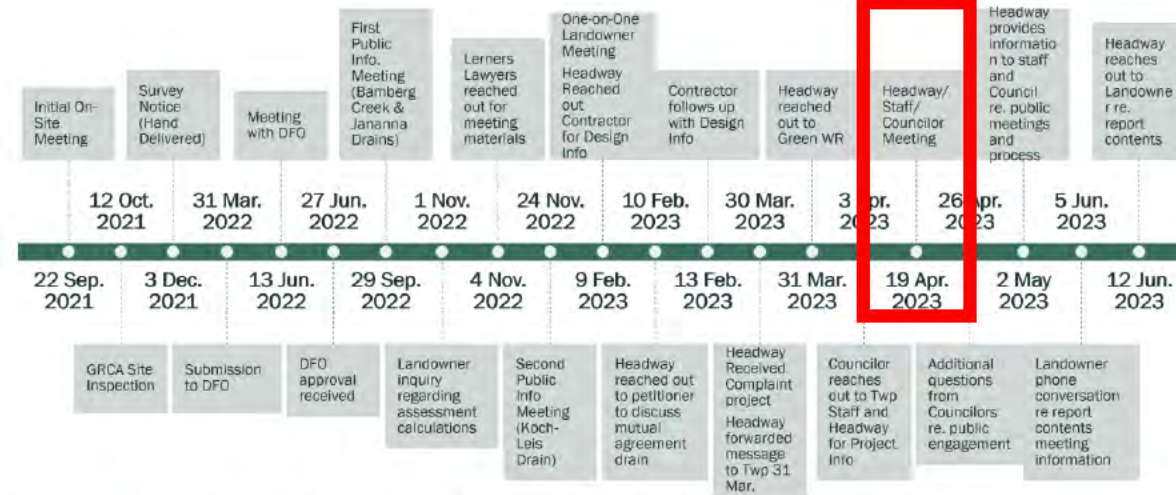 Initial On-
Site
Meeting
Survey
Notice
(Hand
Delivered)
Meeting
with DFO
First
Public
Info.
Meeting
(Bamberg
Creek &
Jananna
Drains)
Lerners
Lawyers
reached
out for
meeting
materials
One-on-One
Landowner
Meeting
Headway
Reached
out
Contractor
for Design
Info
Contractor
follows up
with Design
Info
Headway
reached
out to
Green WR
Headway/
Staff/
Councilor
Meeting
Headway
provides
informatio
n to staff
and
Council
re. public
meetings
and
process
Headway
reaches
out to
Landowne
r re.
report
contents
12 Oct.
2021
31 Mar.
2022
27 Jun.
2022
1 Nov.
2022
24 Nov.
2022
10 Feb.
2023
30 Mar.
2023
3 Apr.
2023
26 Apr.
2023
5 Jun.
2023
22 Sep.
2021
3 Dec.
2021
13 Jun.
2022
29 Sep.
2022
4 Nov.
2022
9 Feb.
2023
13 Feb.
2023
31 Mar.
2023
19 Apr.
2023
2 May
2023
12 Jun.
2023
GRCA Site
Inspection
Submission
to DFO
DFO
approval
received
Landowner
inquiry
regarding
assessment
calculations
Second
Public
Info
Meeting
(Koch-
Leis
Drain)
Headway
reached out
to petitioner
to discuss
mutual
agreement
drain
Headway
Received
Complaint
project
Headway
forwarded
message
to Twp 31
Mar.
Councilor
reaches
out to Twp
Staff and
Headway
for Project
Info
Additional
questions
from
Councilors
re. public
engagement
Landowner
phone
conversation
re report
contents
meeting
information